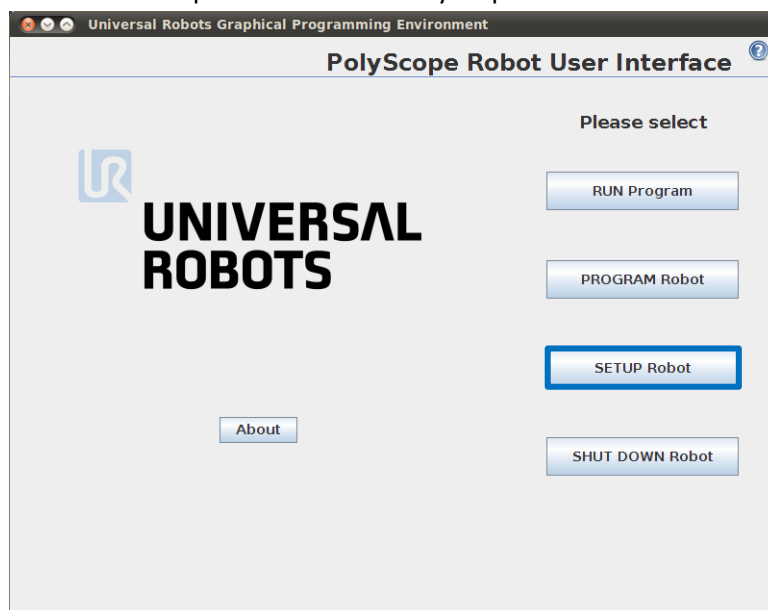 Universal Robots Graphical Programming Environment
PolyScope Robot User Interface ?
Please select
UR
RUN Program
UNIVERSAL
ROBOTS
PROGRAM Robot
SETUP Robot
About
SHUT DOWN Robot